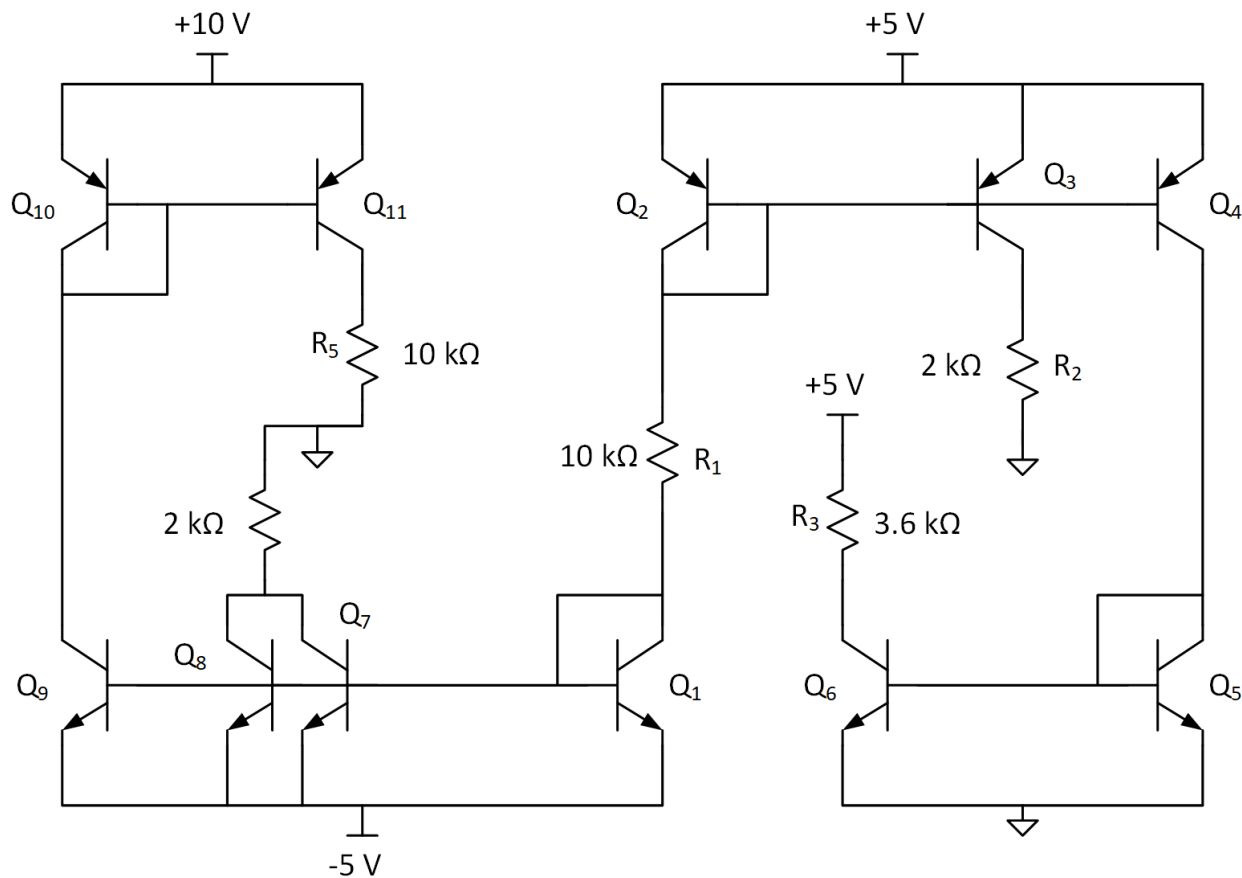 +10 V
+5 V
Q10
Q11
Q2
Q3
Q4
R5
10 kΩ
2 kΩ
R2
+5 V
10 kΩ
R1
2 kΩ
R3
3.6 kΩ
Q7
Q8
Q9
Q1
Q6
Q5
-5 V